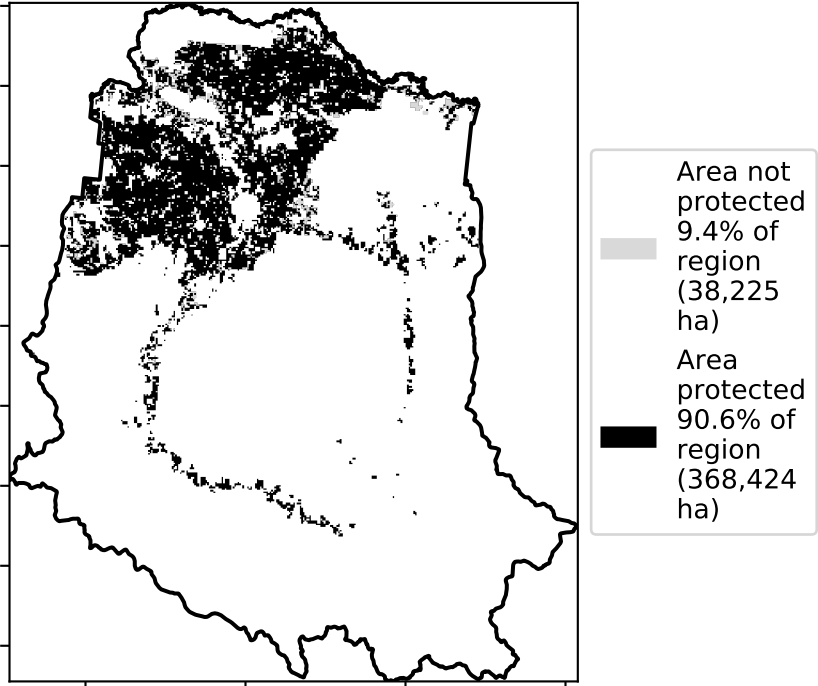 Area not
protected
9.4% of
region
(38,225
ha)
Area
protected
90.6% of
region
(368,424
ha)